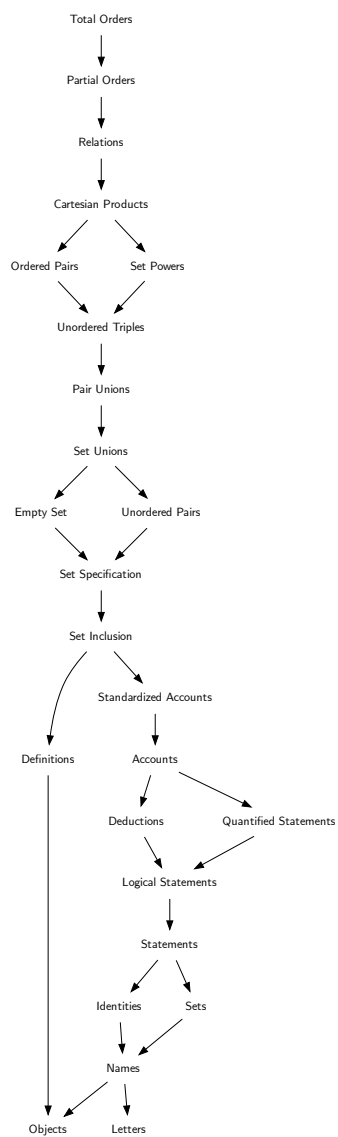 Total Orders
Partial Orders
Relations
Cartesian Products
Ordered Pairs
Set Powers
Unordered Triples
Pair Unions
Set Unions
Empty Set
Unordered Pairs
Set Specification
Set Inclusion
Standardized Accounts
Definitions
Accounts
Deductions
Quantified Statements
Logical Statements
Statements
Identities
Sets
Names
Objects
Letters